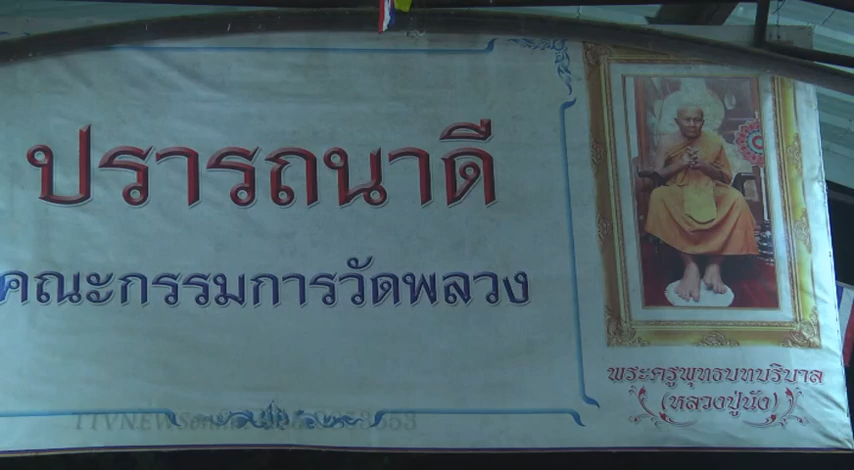 ปรารถนาดี
คณะกรรมการวัดพลวง
พระครูพุทธบทบริบาล
(หลวงปู่นัง)
TTVNEWS